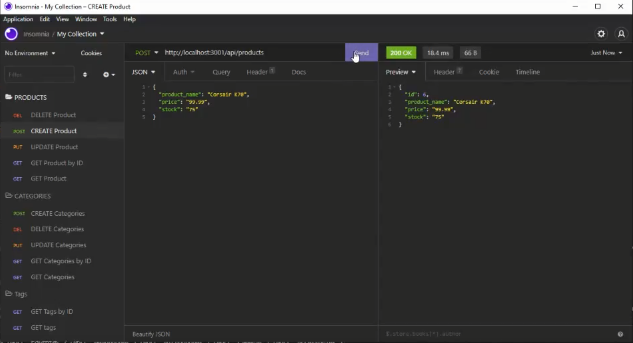 Insomnia - My Collection – CREATE Product
Application Edit View Window Tools Help
Insomnia / My Collection
No Environment Cookies
POST http://localhost:3001/api/products Send
200 OK 18.4 ms 66 B Just Now
Filter
JSON Auth Query Header Docs
Preview Header Cookie Timeline
PRODUCTS
DEL DELETE Product
POST CREATE Product
PUT UPDATE Product
GET GET Product by ID
GET GET Product
CATEGORIES
POST CREATE Categories
DEL DELETE Categories
PUT UPDATE Categories
GET GET Categories by ID
GET GET Categories
Tags
GET GET Tags by ID
GET GET tags
1 {
2 "product_name": "Corsair K70",
3 "price": "99.99",
4 "stock": "75"
5 }
1 {
2 "id": 6,
3 "product_name": "Corsair K70",
4 "price": "99.99",
5 "stock": "75"
6 }
Beautify JSON